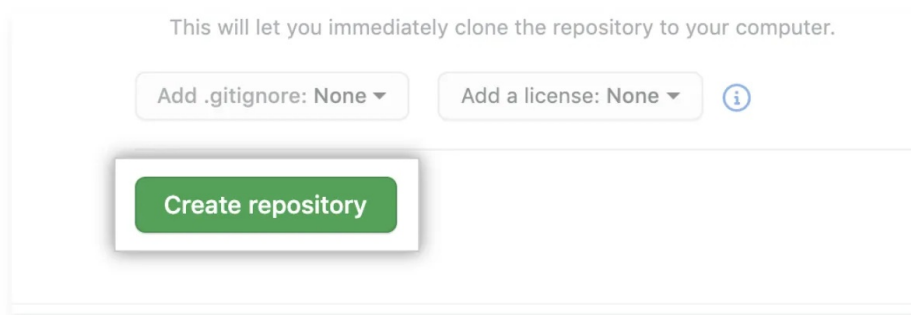 This will let you immediately clone the repository to your computer.
Add .gitignore: None Add a license: None
Create repository